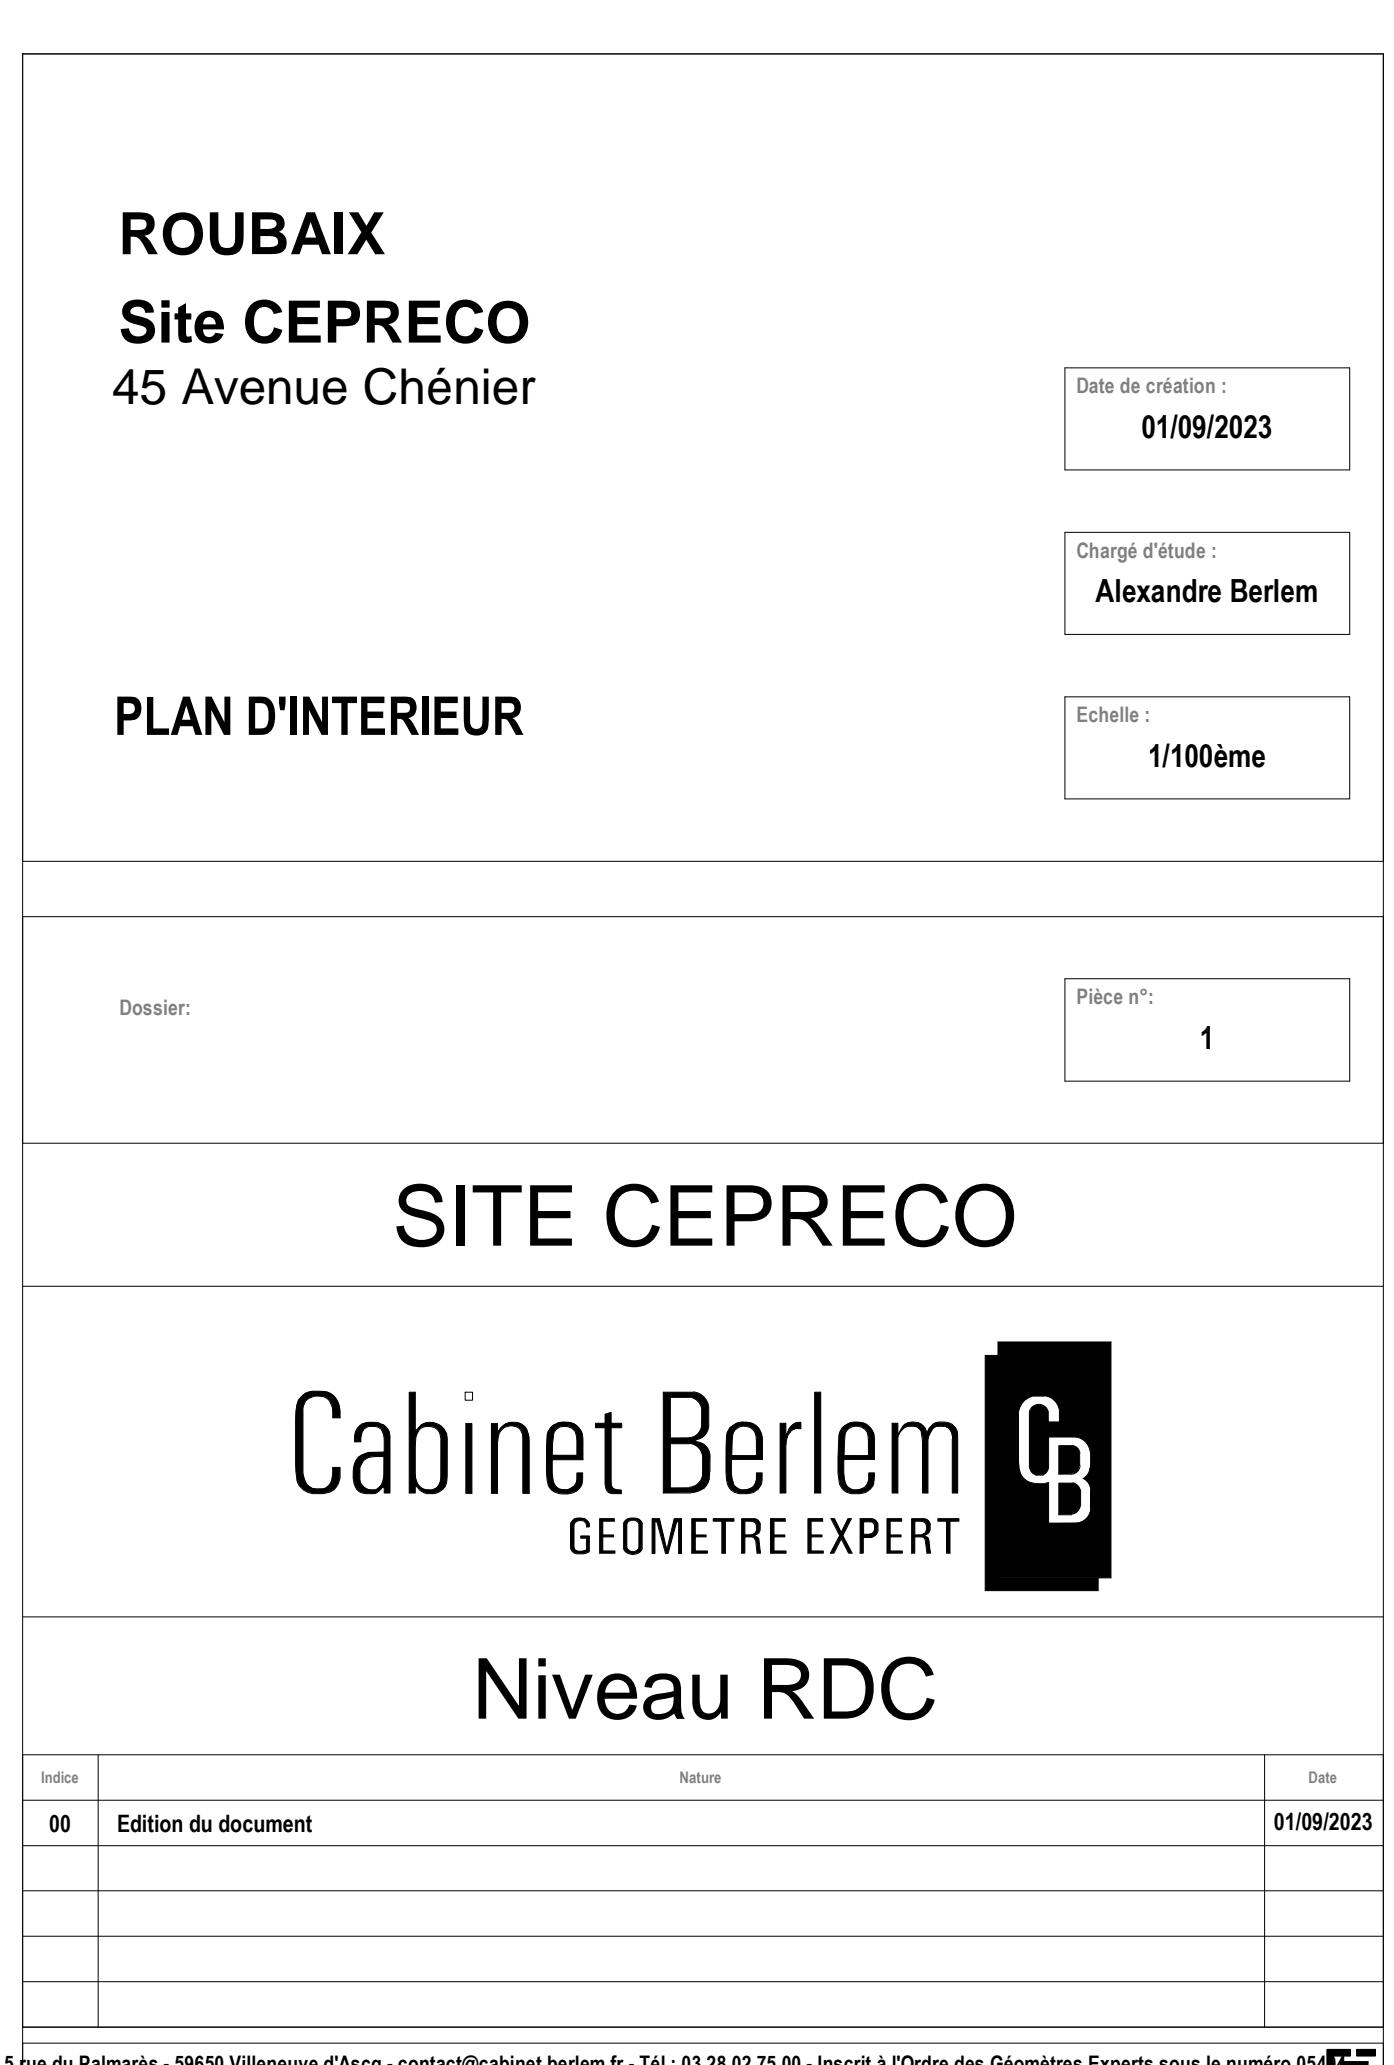 ROUBAIX
Site CEPRECO
45 Avenue Chénier
Date de création :
01/09/2023
Chargé d'étude :
Alexandre Berlem
PLAN D'INTERIEUR
Echelle :
1/100ème
Dossier:
Pièce n°:
1
SITE CEPRECO
Cabinet Berlem
GEOMETRE EXPERT
CB
Niveau RDC
Indice Nature Date
00 Edition du document 01/09/2023
5 rue du Palmarès - 59650 Villeneuve d'Ascq - contact@cabinet.berlem.fr - Tél : 03.28.02.75.00 - Inscrit à l'Ordre des Géomètres Experts sous le numéro